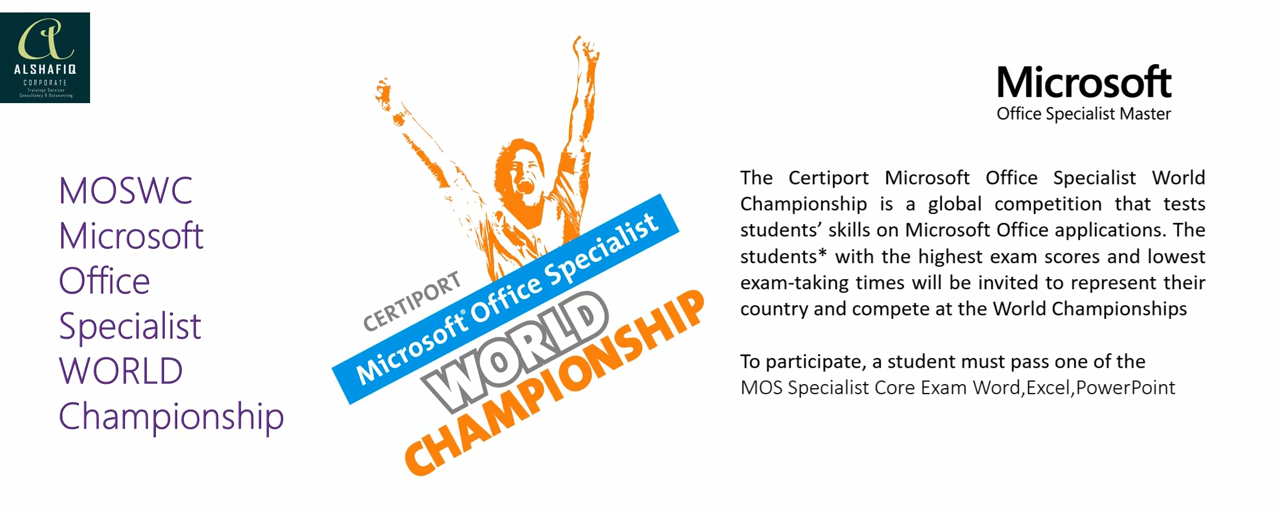 ALSHAFIQ
CORPORATE
Trainings Services
Consultancy & Outsourcing
MOSWC
Microsoft
Office
Specialist
WORLD
Championship
CERTIPORT
Microsoft® Office Specialist
WORLD
CHAMPIONSHIP
Microsoft
Office Specialist Master
The Certiport Microsoft Office Specialist World
Championship is a global competition that tests
students’ skills on Microsoft Office applications. The
students* with the highest exam scores and lowest
exam-taking times will be invited to represent their
country and compete at the World Championships
To participate, a student must pass one of the
MOS Specialist Core Exam Word,Excel,PowerPoint